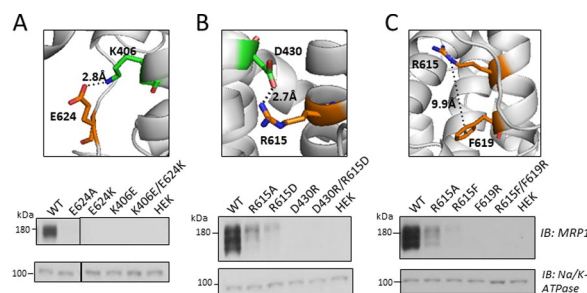 A
K406
2.8Å
E624
WT
E624A
E624K
K406E
K406E/E624K
HEK
kDa
180
100
B
D430
2.7Å
R615
WT
R615A
R615D
D430R
D430R/R615D
HEK
kDa
180
100
C
R615
9.9Å
F619
WT
R615A
R615F
F619R
R615F/F619R
HEK
kDa
180
IB: MRP1
100
IB: Na/K-
ATPase